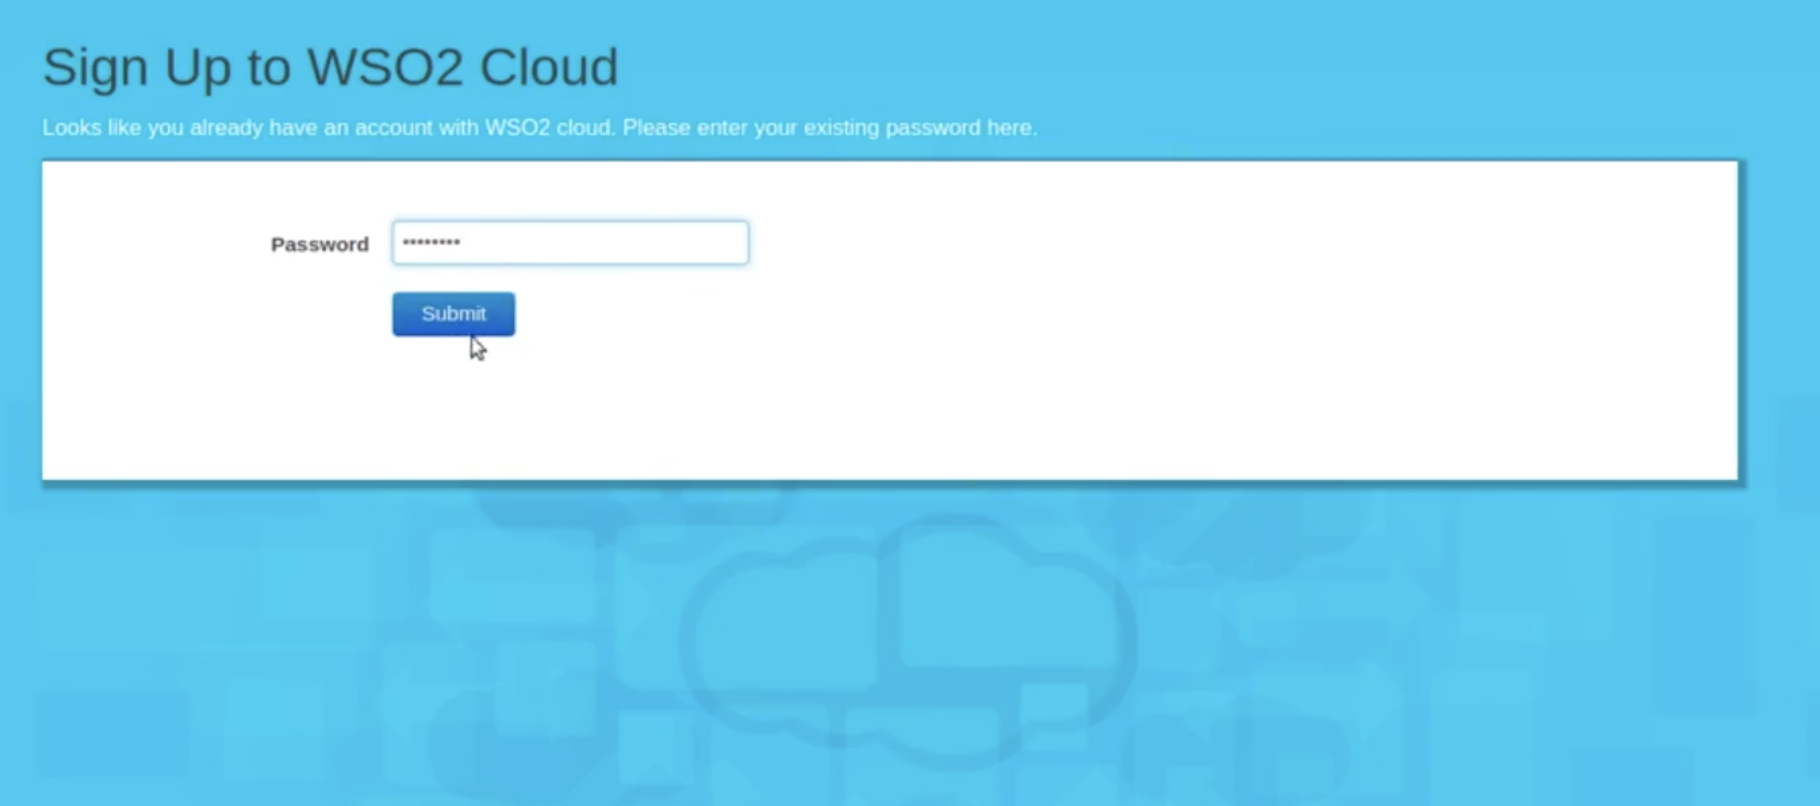 Sign Up to WSO2 Cloud
Looks like you already have an account with WSO2 cloud. Please enter your existing password here.
Password ••••••••
Submit